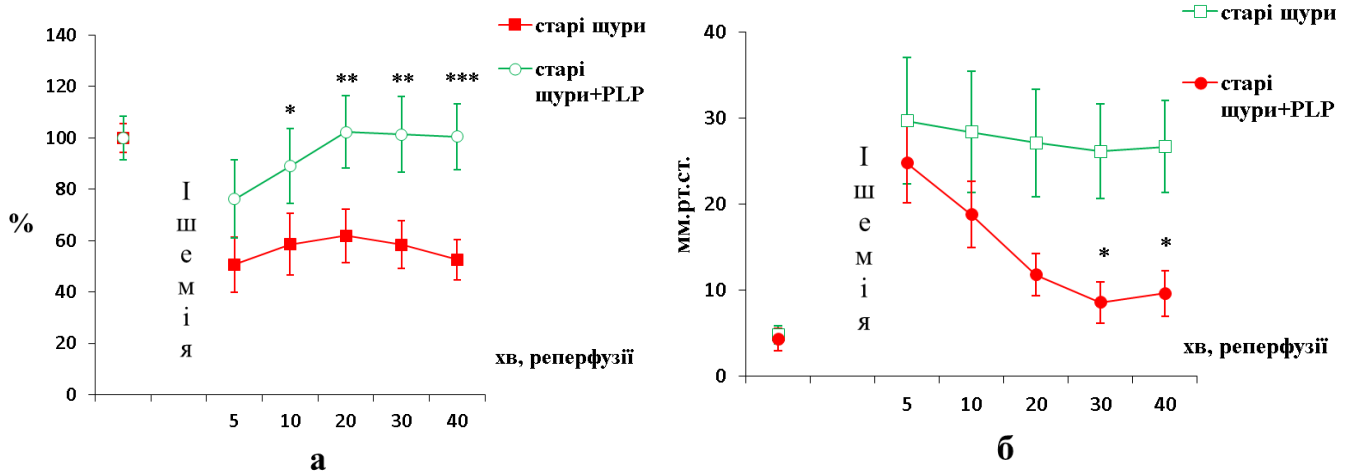 старі щури
старі
щури+PLP
140
120
100
80
60
40
20
0
%
Ішемія
*
**
**
***
хв, реперфузії
5
10
20
30
40
а
старі щури
старі
щури+PLP
40
30
20
10
0
мм.рт.ст.
Ішемія
*
*
хв, реперфузії
5
10
20
30
40
б